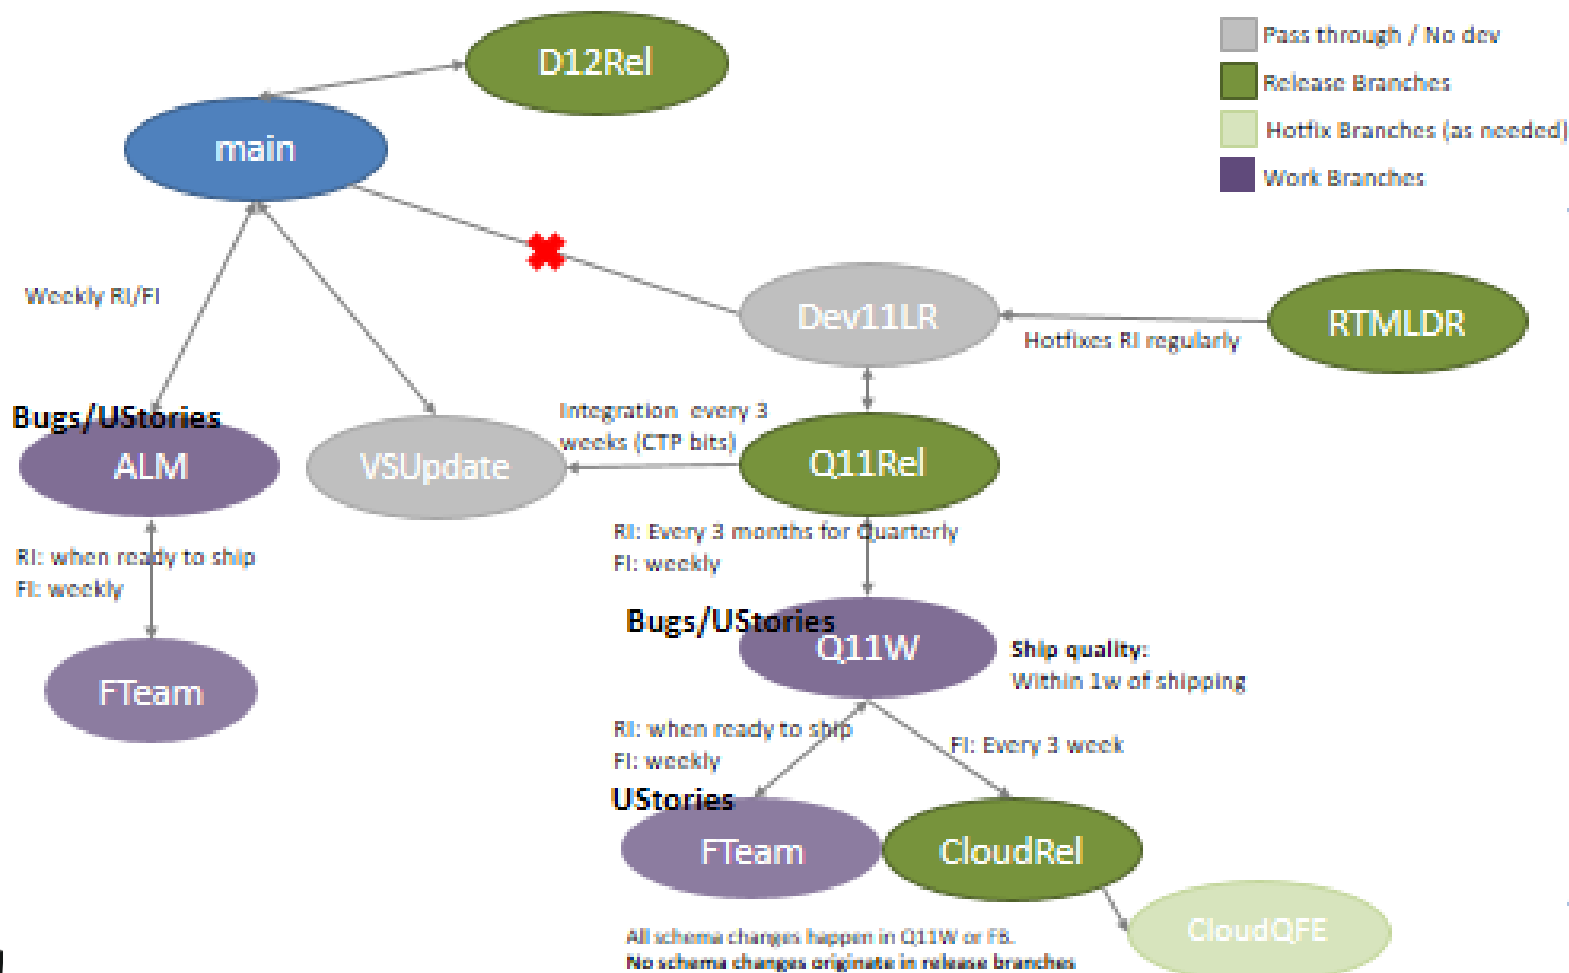 D12Rel
Pass through / No dev
Release Branches
Hotfix Branches (as needed)
Work Branches
main
Weekly RI/FI
Dev11LR
RTMLDR
Hotfixes RI regularly
Bugs/UStories
ALM
VSUpdate
Integration every 3
weeks (CTP bits)
Q11Rel
RI: when ready to ship
FI: weekly
RI: Every 3 months for Quarterly
FI: weekly
FTeam
Bugs/UStories
Q11W
Ship quality:
Within 1w of shipping
RI: when ready to ship
FI: weekly
FI: Every 3 week
UStories
FTeam
CloudRel
CloudQFE
All schema changes happen in Q11W or FB.
No schema changes originate in release branches